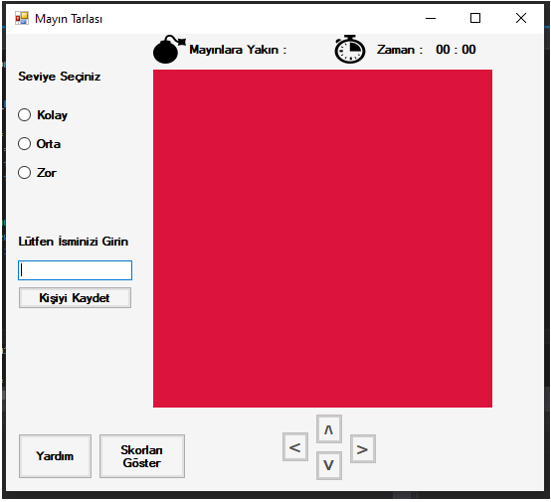 Mayın Tarlası
Mayınlara Yakın :
Zaman : 00 : 00
Seviye Seçiniz
Kolay
Orta
Zor
Lütfen İsminizi Girin
Kişiyi Kaydet
Yardım
Skorları
Göster
<
^
v
>